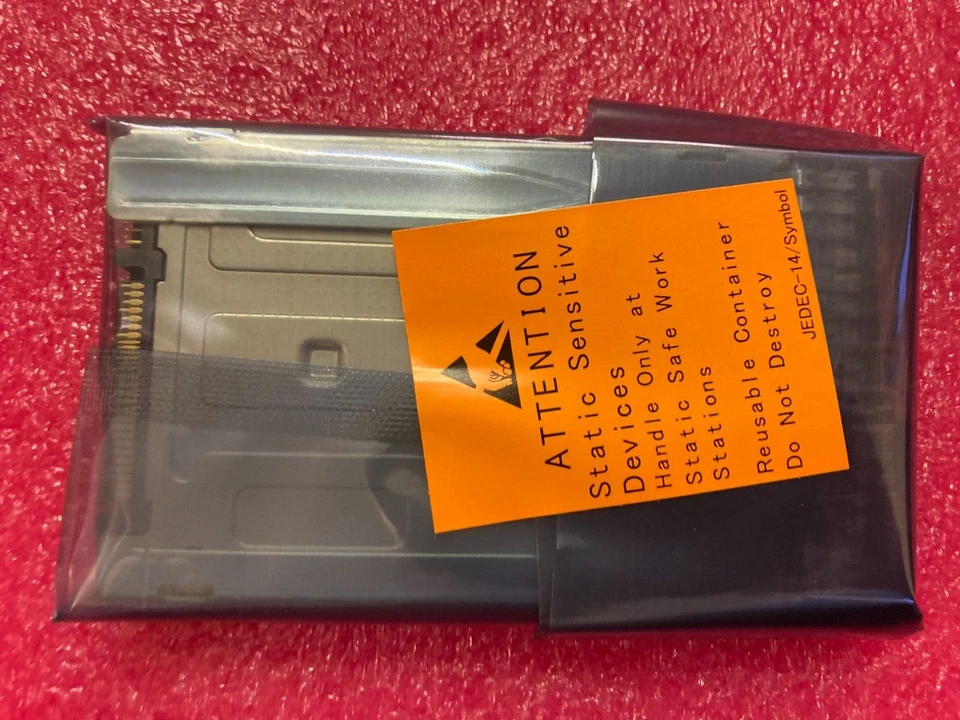 ATTENTION
Static Sensitive
Devices
Handle Only at
Static Safe Work
Stations
Reusable Container
Do Not Destroy
JEDEC-14/Symbol